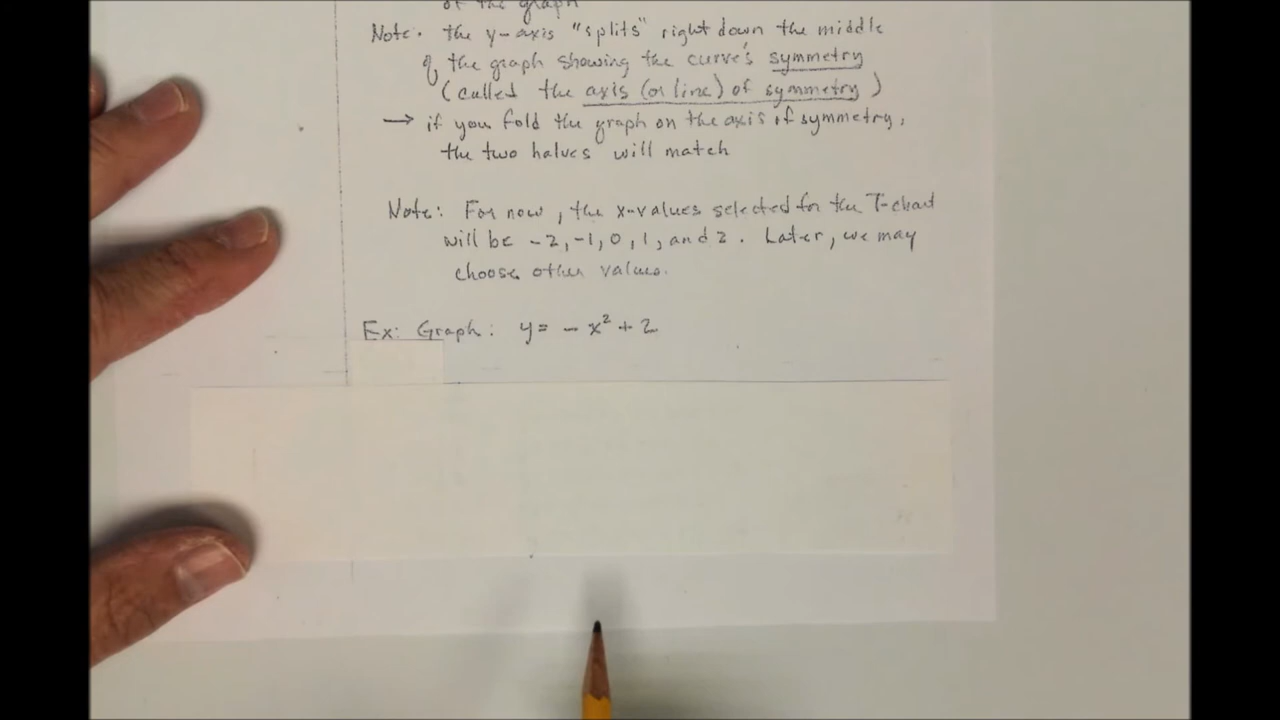 of the graph
Note: the y-axis "splits" right down the middle
of the graph showing the curve's symmetry
(called the axis (or line) of symmetry)
→ if you fold the graph on the axis of symmetry,
the two halves will match
Note: For now, the x-values selected for the T-chart
will be -2, -1, 0, 1, and 2. Later, we may
choose other values.
Ex: Graph: y = -x² + 2